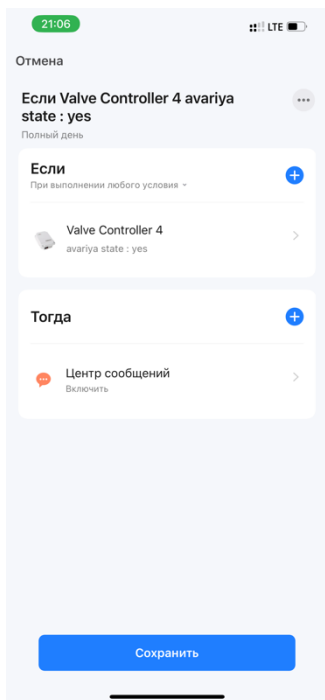 21:06
LTE
Отмена
Если Valve Controller 4 avariya
state : yes
Полный день
Если
При выполнении любого условия
Valve Controller 4
avariya state : yes
Тогда
Центр сообщений
Включить
Сохранить